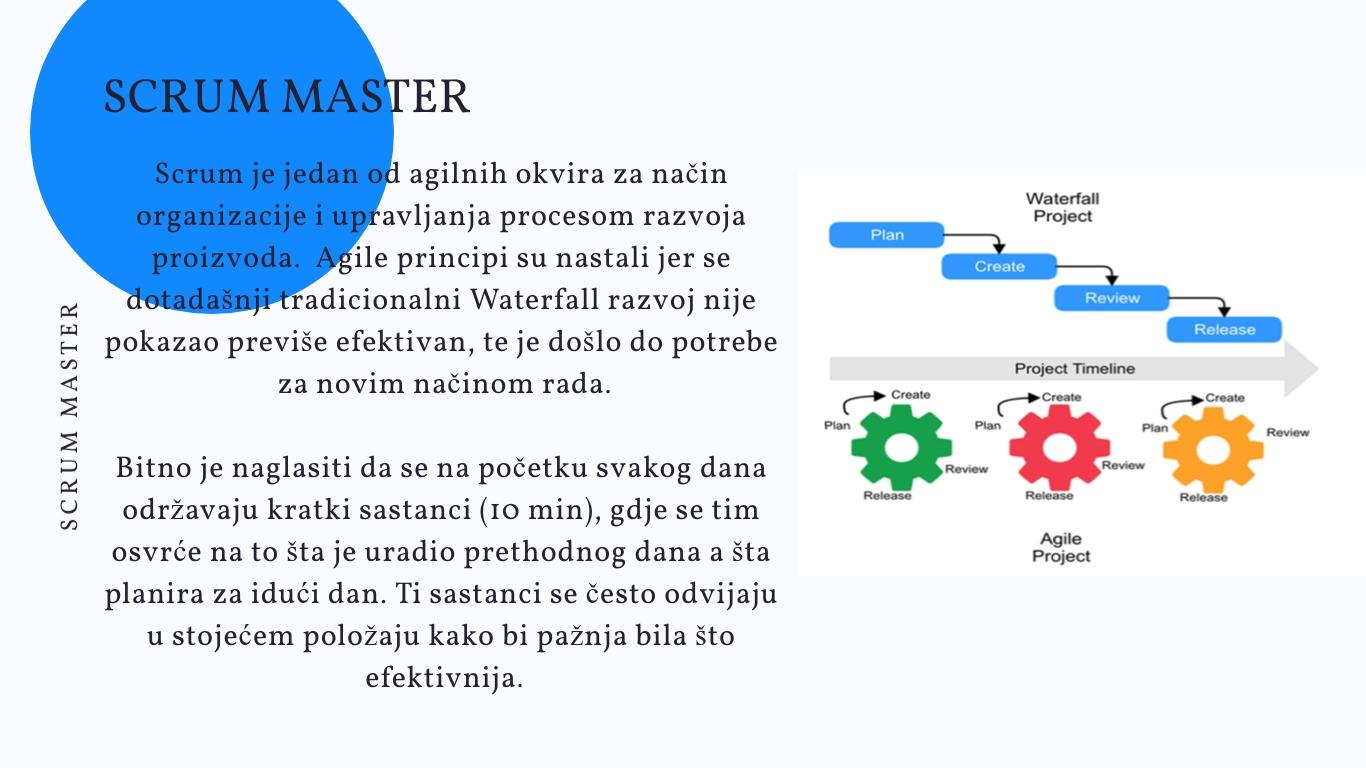 SCRUM MASTER
Scrum je jedan od agilnih okvira za način
organizacije i upravljanja procesom razvoja
proizvoda.  Agile principi su nastali jer se
dotadašnji tradicionalni Waterfall razvoj nije
pokazao previše efektivan, te je došlo do potrebe
za novim načinom rada.
Bitno je naglasiti da se na početku svakog dana
održavaju kratki sastanci (10 min), gdje se tim
osvrće na to šta je uradio prethodnog dana a šta
planira za idući dan. Ti sastanci se često odvijaju
u stojećem položaju kako bi pažnja bila što
efektivnija.
SCRUM MASTER
Waterfall
Project
Plan
Create
Review
Release
Project Timeline
Plan
Create
Review
Release
Plan
Create
Review
Release
Plan
Create
Review
Release
Agile
Project